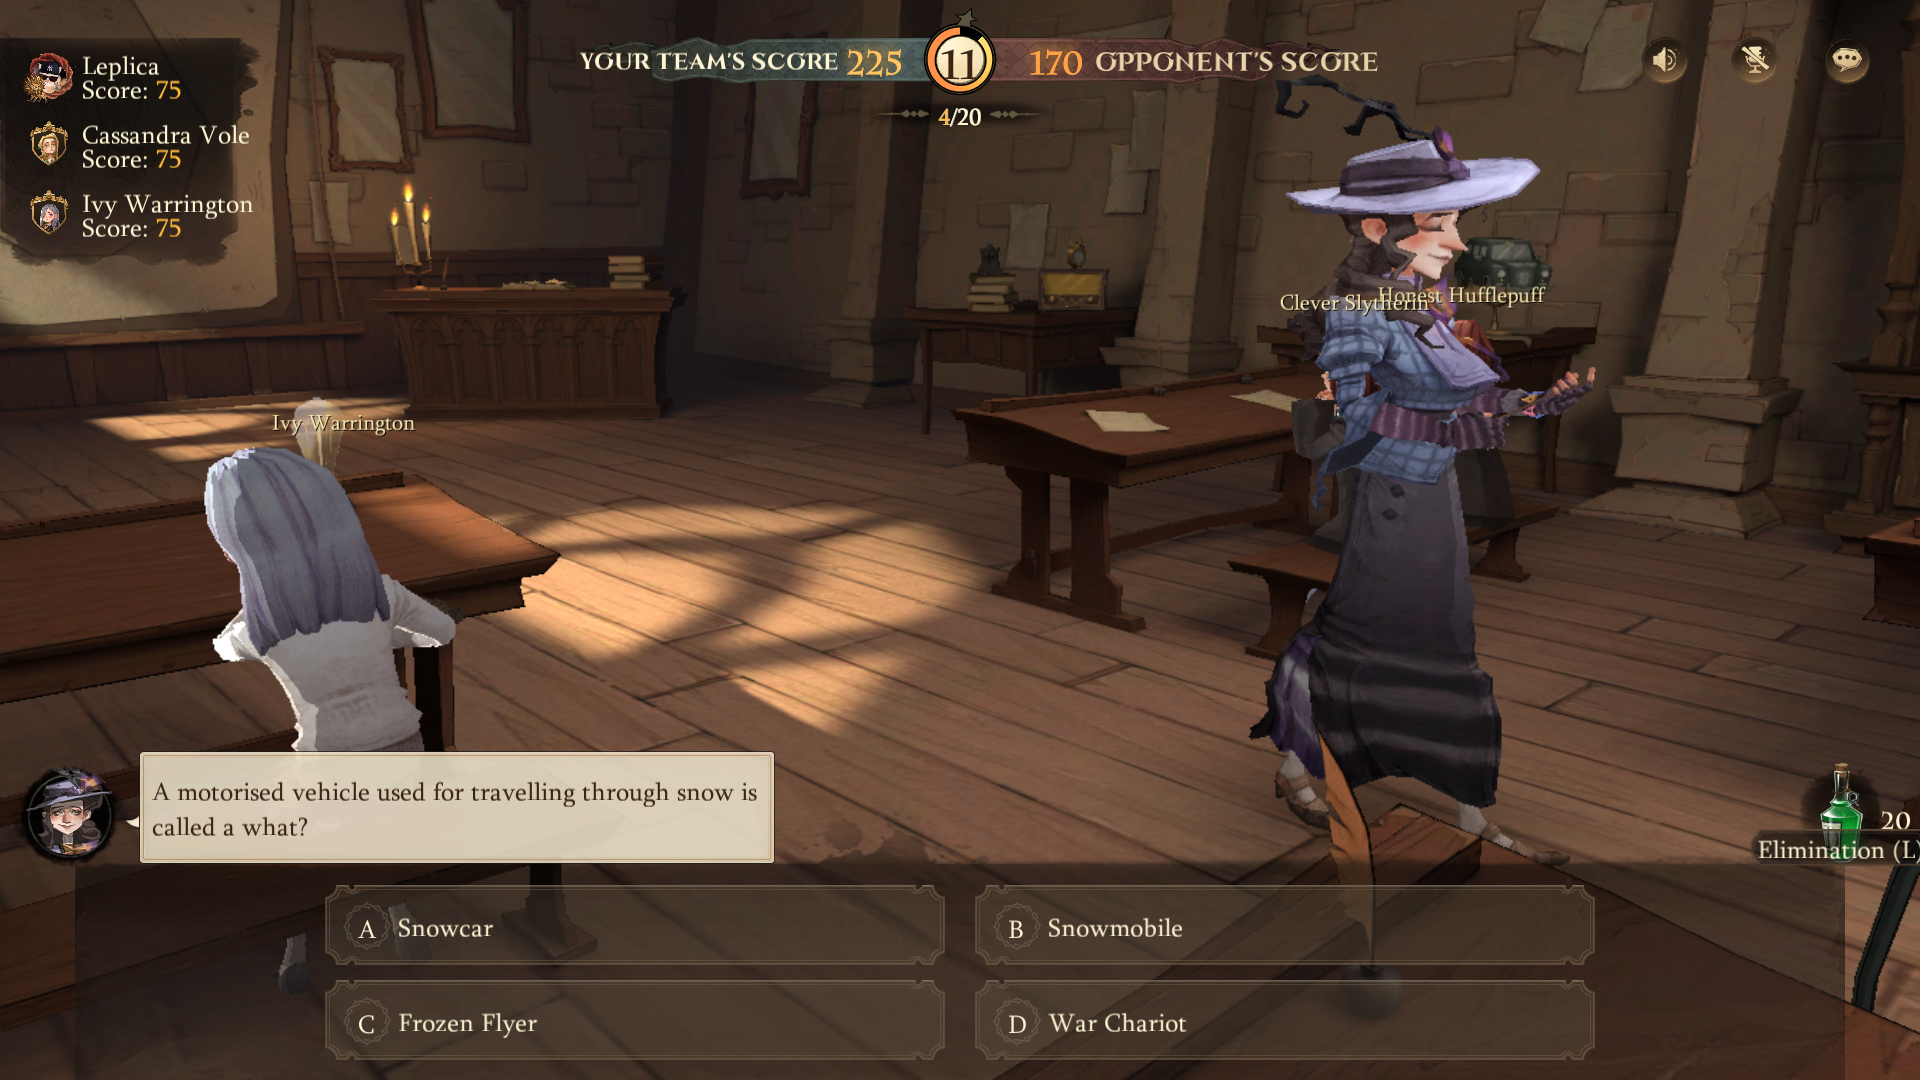 Leplica
Score: 75
Cassandra Vole
Score: 75
Ivy Warrington
Score: 75
YOUR TEAM'S SCORE 225
11
170 OPPONENT'S SCORE
4/20
Clever Slytherin
Honest Hufflepuff
Ivy Warrington
A motorised vehicle used for travelling through snow is
called a what?
20
Elimination (L)
A Snowcar
B Snowmobile
C Frozen Flyer
D War Chariot